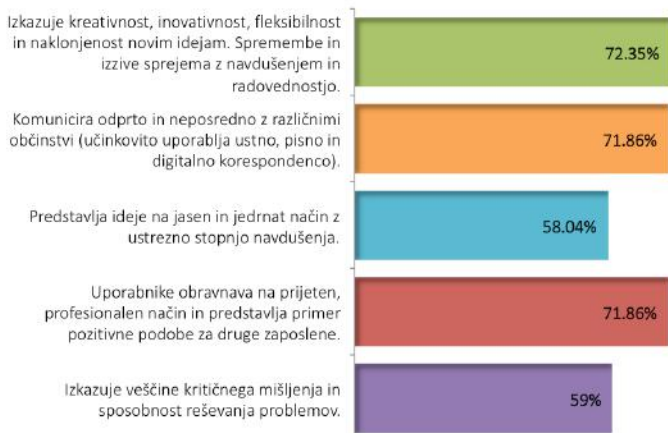 Izkazuje kreativnost, inovativnost, fleksibilnost
in naklonjenost novim idejam. Spremembe in
izzive sprejema z navdušenjem in
radovednostjo.
72.35%
Komunicira odprto in neposredno z različnimi
občinstvi (učinkovito uporablja ustno, pisno in
digitalno korespondenco).
71.86%
Predstavlja ideje na jasen in jedrnat način z
ustrezno stopnjo navdušenja.
58.04%
Uporabnike obravnava na prijeten,
profesionalen način in predstavlja primer
pozitivne podobe za druge zaposlene.
71.86%
Izkazuje veščine kritičnega mišljenja in
sposobnost reševanja problemov.
59%